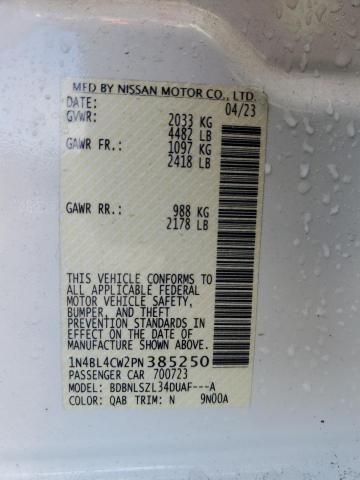 MFD BY NISSAN MOTOR CO., LTD.
DATE: 04/23
GVWR: 2033 KG
4482 LB
GAWR FR.: 1097 KG
2418 LB
GAWR RR.: 988 KG
2178 LB
THIS VEHICLE CONFORMS TO ALL
APPLICABLE FEDERAL
MOTOR VEHICLE SAFETY,
BUMPER, AND THEFT
PREVENTION STANDARDS IN
EFFECT ON THE DATE OF
MANUFACTURE SHOWN ABOVE.
1N4BL4CW2PN385250
PASSENGER CAR 700723
MODEL: BDBNLSZL34DUAF---A
COLOR: QAB TRIM: N 9N00A